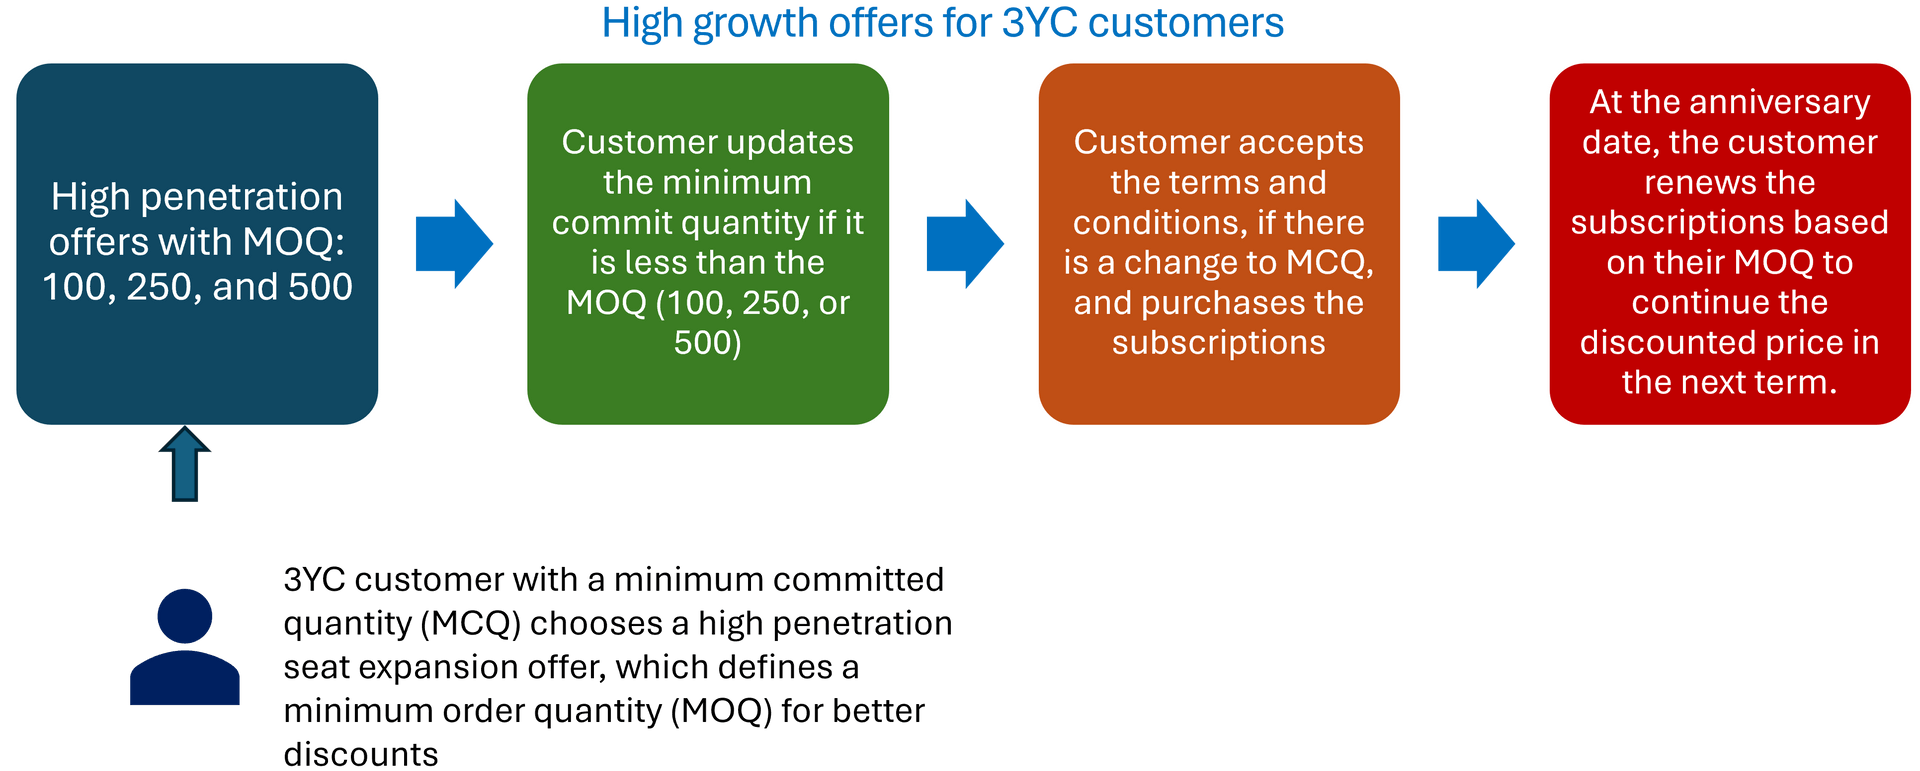 High growth offers for 3YC customers
High penetration
offers with MOQ:
100, 250, and 500
Customer updates
the minimum
commit quantity if it
is less than the
MOQ (100, 250, or
500)
Customer accepts
the terms and
conditions, if there
is a change to MCQ,
and purchases the
subscriptions
At the anniversary
date, the customer
renews the
subscriptions based
on their MOQ to
continue the
discounted price in
the next term.
3YC customer with a minimum committed
quantity (MCQ) chooses a high penetration
seat expansion offer, which defines a
minimum order quantity (MOQ) for better
discounts